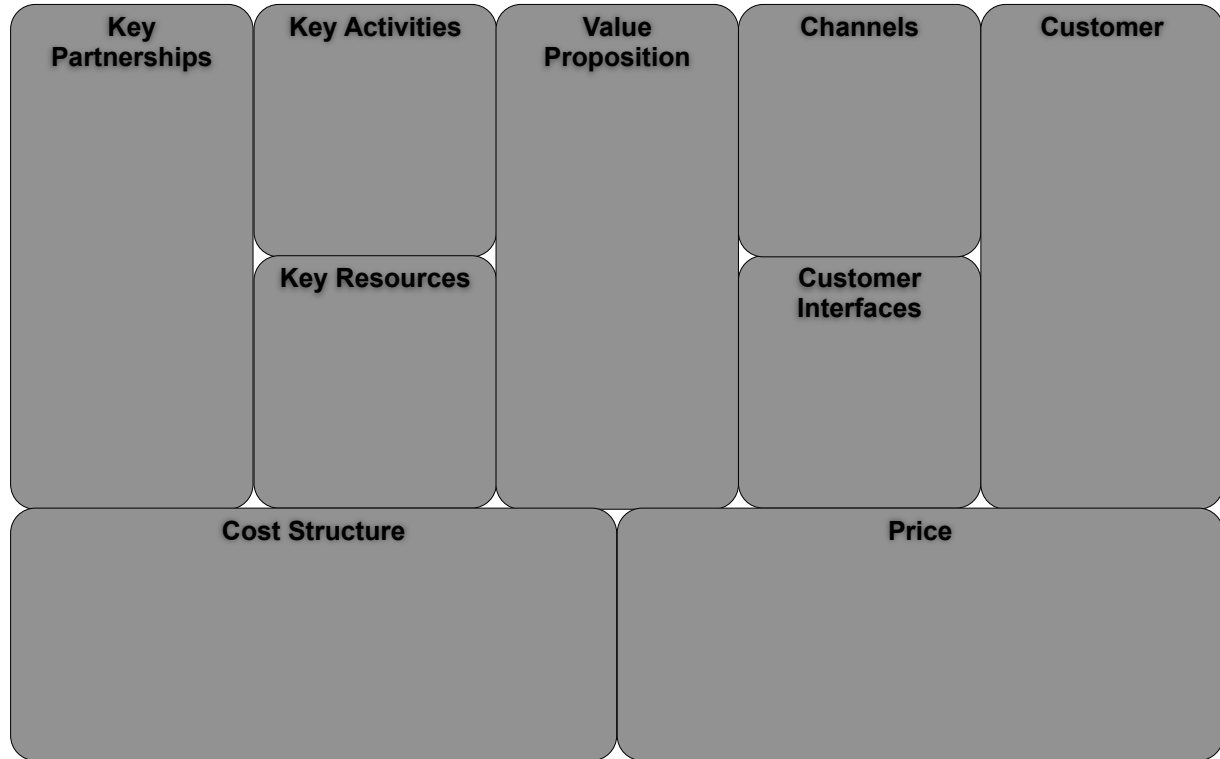 Key
Partnerships
Key Activities
Key Resources
Value
Proposition
Channels
Customer
Interfaces
Customer
Cost Structure
Price